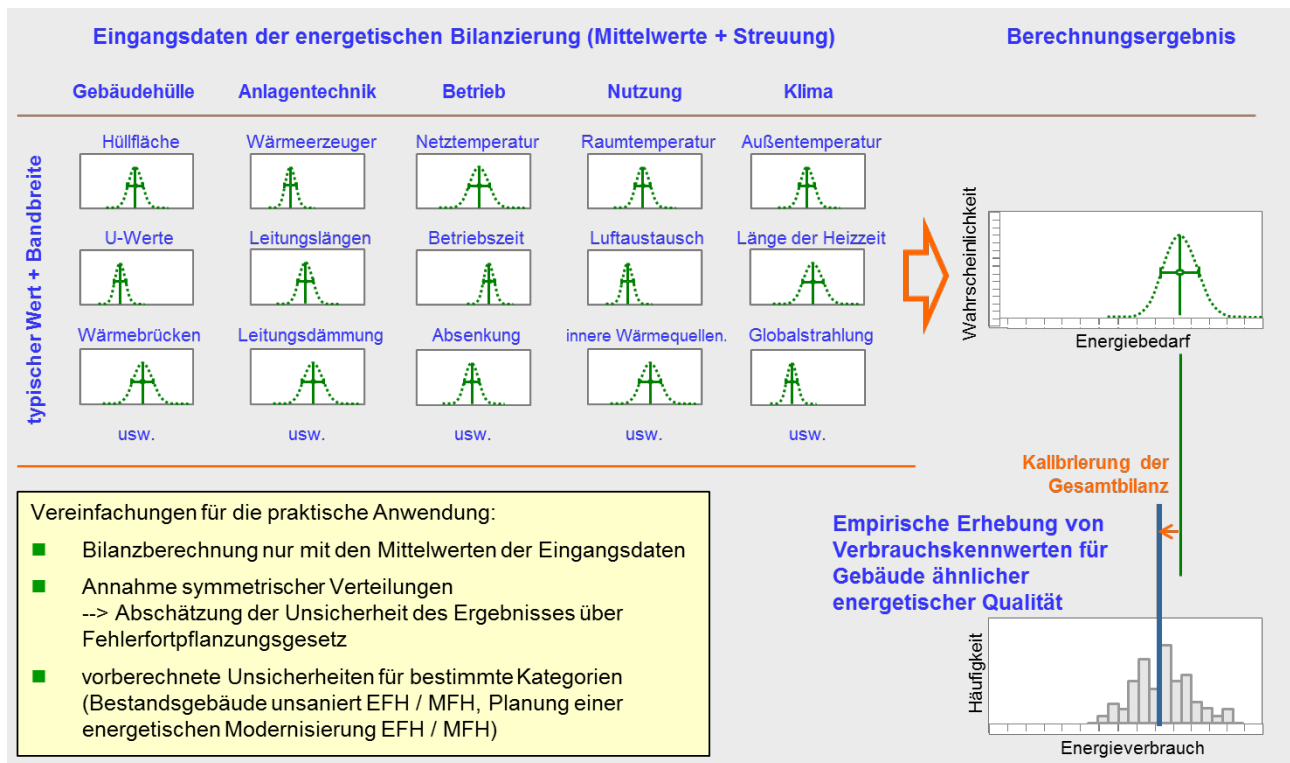 Eingangsdaten der energetischen Bilanzierung (Mittelwerte + Streuung)
Berechnungsergebnis
Gebäudehülle
Anlagentechnik
Betrieb
Nutzung
Klima
typischer Wert + Bandbreite
Hüllfläche
Wärmeerzeuger
Netztemperatur
Raumtemperatur
Außentemperatur
U-Werte
Leitungslängen
Betriebszeit
Luftaustausch
Länge der Heizzeit
Wärmebrücken
Leitungsdämmung
Absenkung
innere Wärmequellen.
Globalstrahlung
usw.
usw.
usw.
usw.
usw.
Wahrscheinlichkeit
Energiebedarf
Kallbrierung der
Gesamtbilanz
Empirische Erhebung von
Verbrauchskennwerten für
Gebäude ähnlicher
energetischer Qualität
Häufigkeit
Energieverbrauch
Vereinfachungen für die praktische Anwendung:
■ Bilanzberechnung nur mit den Mittelwerten der Eingangsdaten
■ Annahme symmetrischer Verteilungen
--> Abschätzung der Unsicherheit des Ergebnisses über
Fehlerfortpflanzungsgesetz
■ vorberechnete Unsicherheiten für bestimmte Kategorien
(Bestandsgebäude unsaniert EFH / MFH, Planung einer
energetischen Modernisierung EFH / MFH)